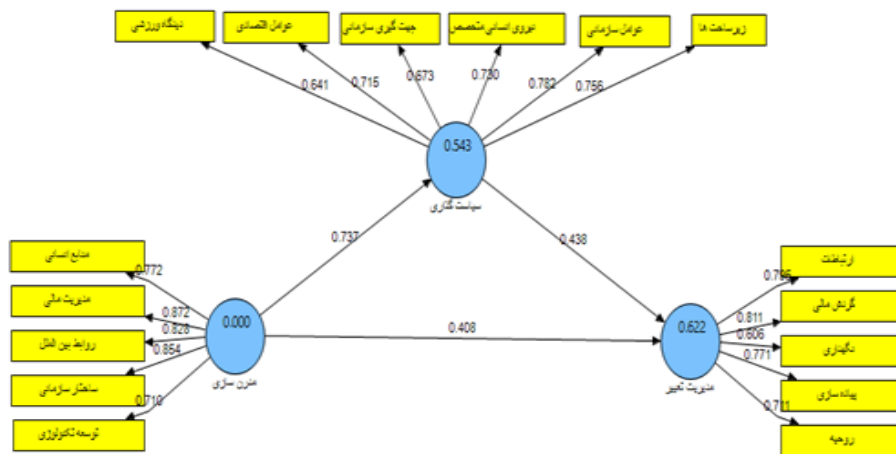 دیدگاه ورزشی
عوامل اقتصادی
جهت گیری سازمانی
نیروی انسانی متخصص
عوامل سازمانی
زیرساخت ها
0.641
0.715
0.673
0.730
0.782
0.756
0.543
سیاست گذاری
0.737
0.438
منابع انسانی
مدیریت مالی
روابط بین الملل
ساختار سازمانی
توسعه تکنولوژی
0.772
0.872
0.828
0.854
0.710
0.000
مدرن سازی
0.408
0.622
مدیریت تغییر
0.795
0.811
0.606
0.771
0.711
ارتباطات
گردش مالی
نگهداری
پیاده سازی
روحیه